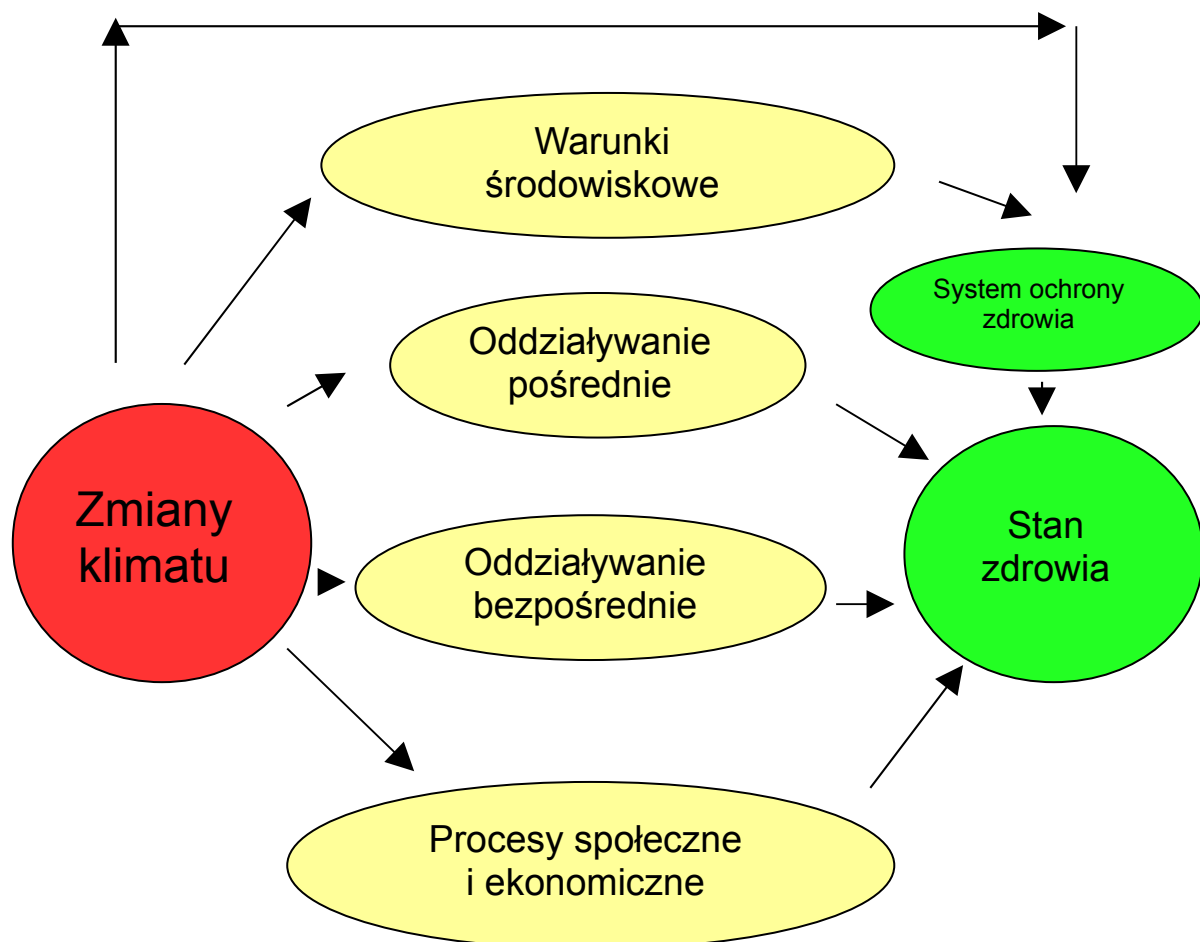 Warunki
środowiskowe
System ochrony
zdrowia
Oddziaływanie
pośrednie
Zmiany
klimatu
Stan
zdrowia
Oddziaływanie
bezpośrednie
Procesy społeczne
i ekonomiczne